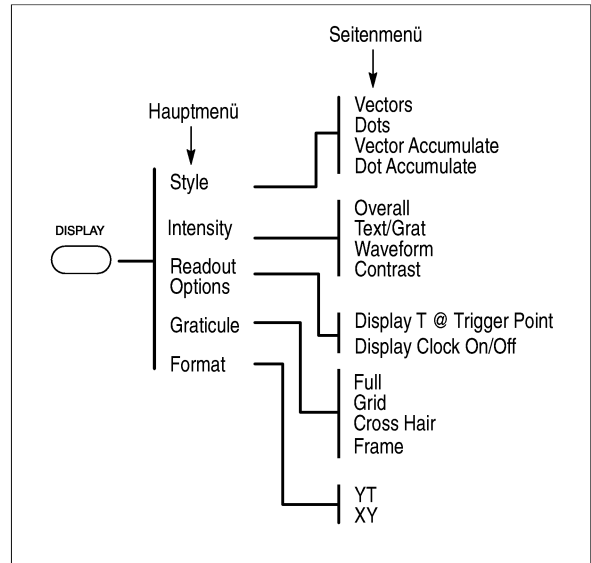 Seitenmenü
Hauptmenü
Vectors
Dots
Vector Accumulate
Dot Accumulate
Style
Overall
Text/Grat
Waveform
Contrast
Intensity
DISPLAY
Readout
Options
Display T @ Trigger Point
Display Clock On/Off
Graticule
Full
Grid
Cross Hair
Frame
Format
YT
XY